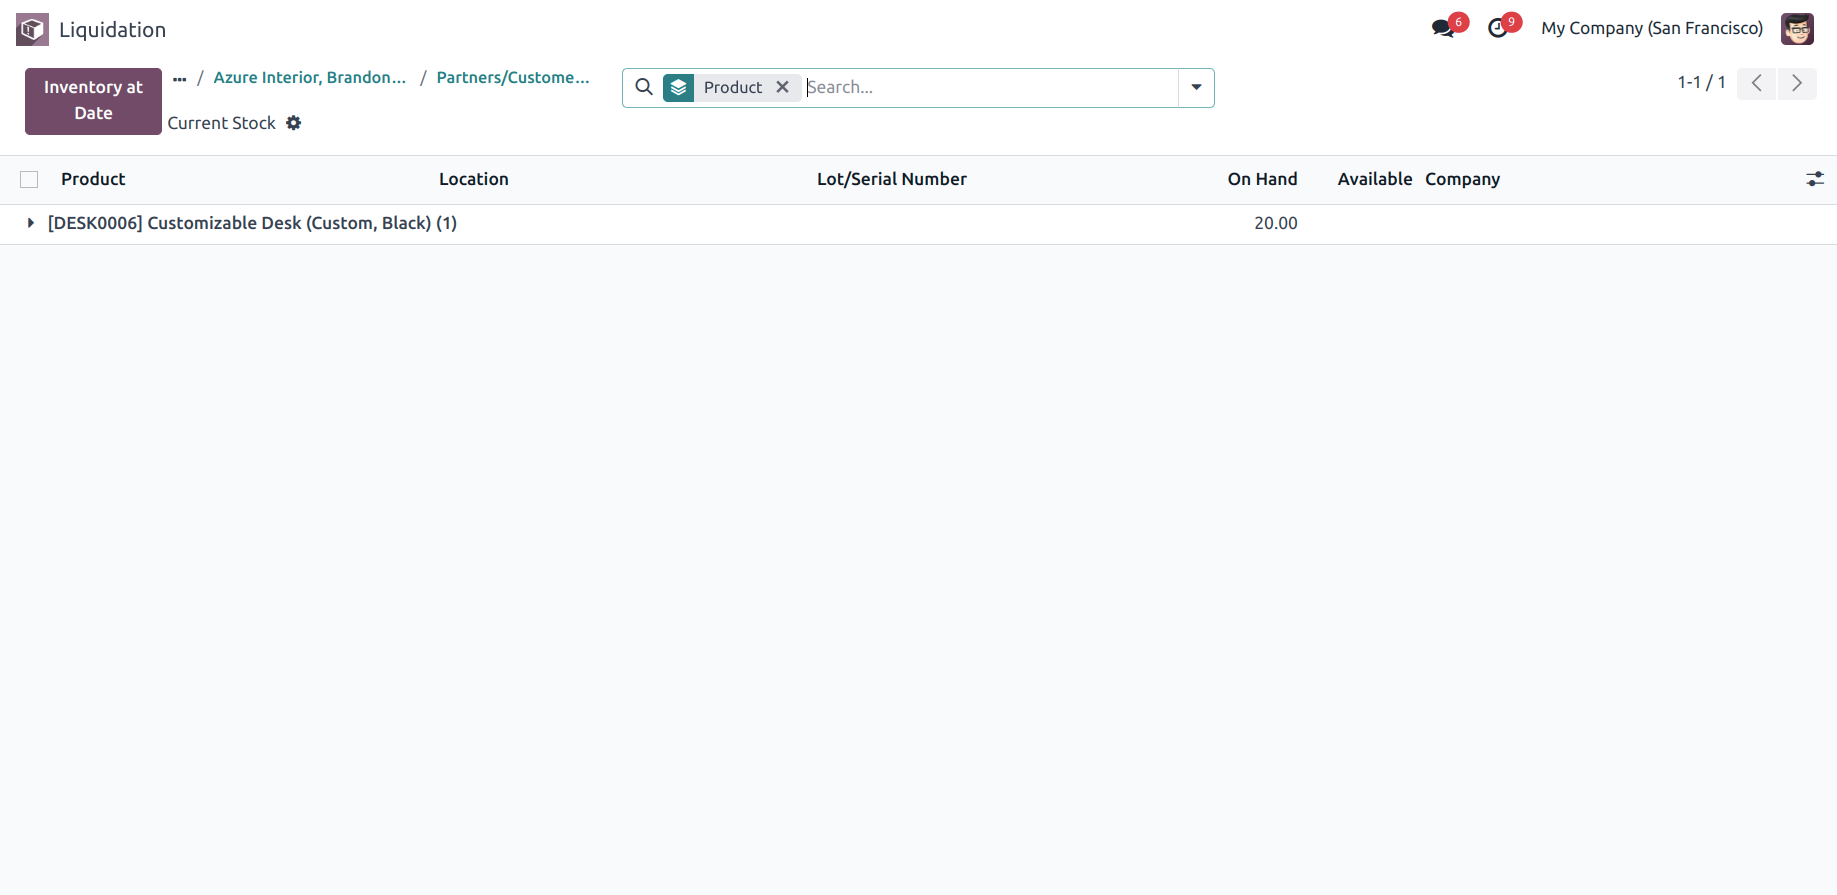 Liquidation
6
9
My Company (San Francisco)
Inventory at
Date
... / Azure Interior, Brandon... / Partners/Custome...
Current Stock
Product
Search...
1-1 / 1
Product Location Lot/Serial Number On Hand Available Company
[DESK0006] Customizable Desk (Custom, Black) (1) 20.00